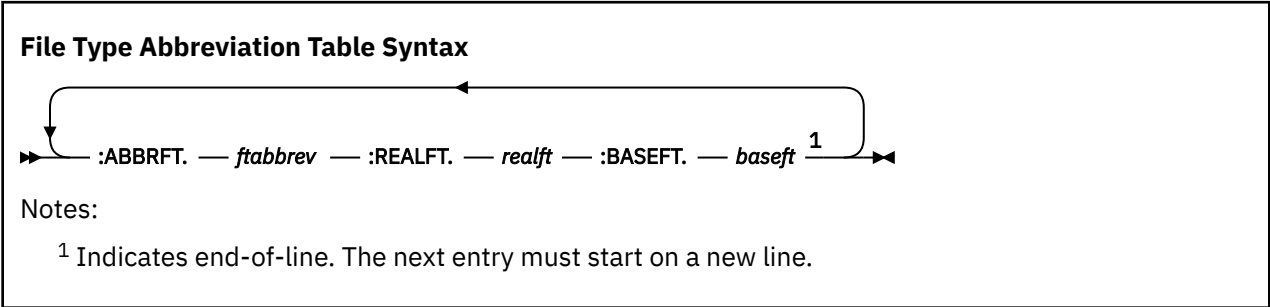 File Type Abbreviation Table Syntax
:ABBRFT. ftabbrev :REALFT. realft :BASEFT. baseft 1
Notes:
1 Indicates end-of-line. The next entry must start on a new line.